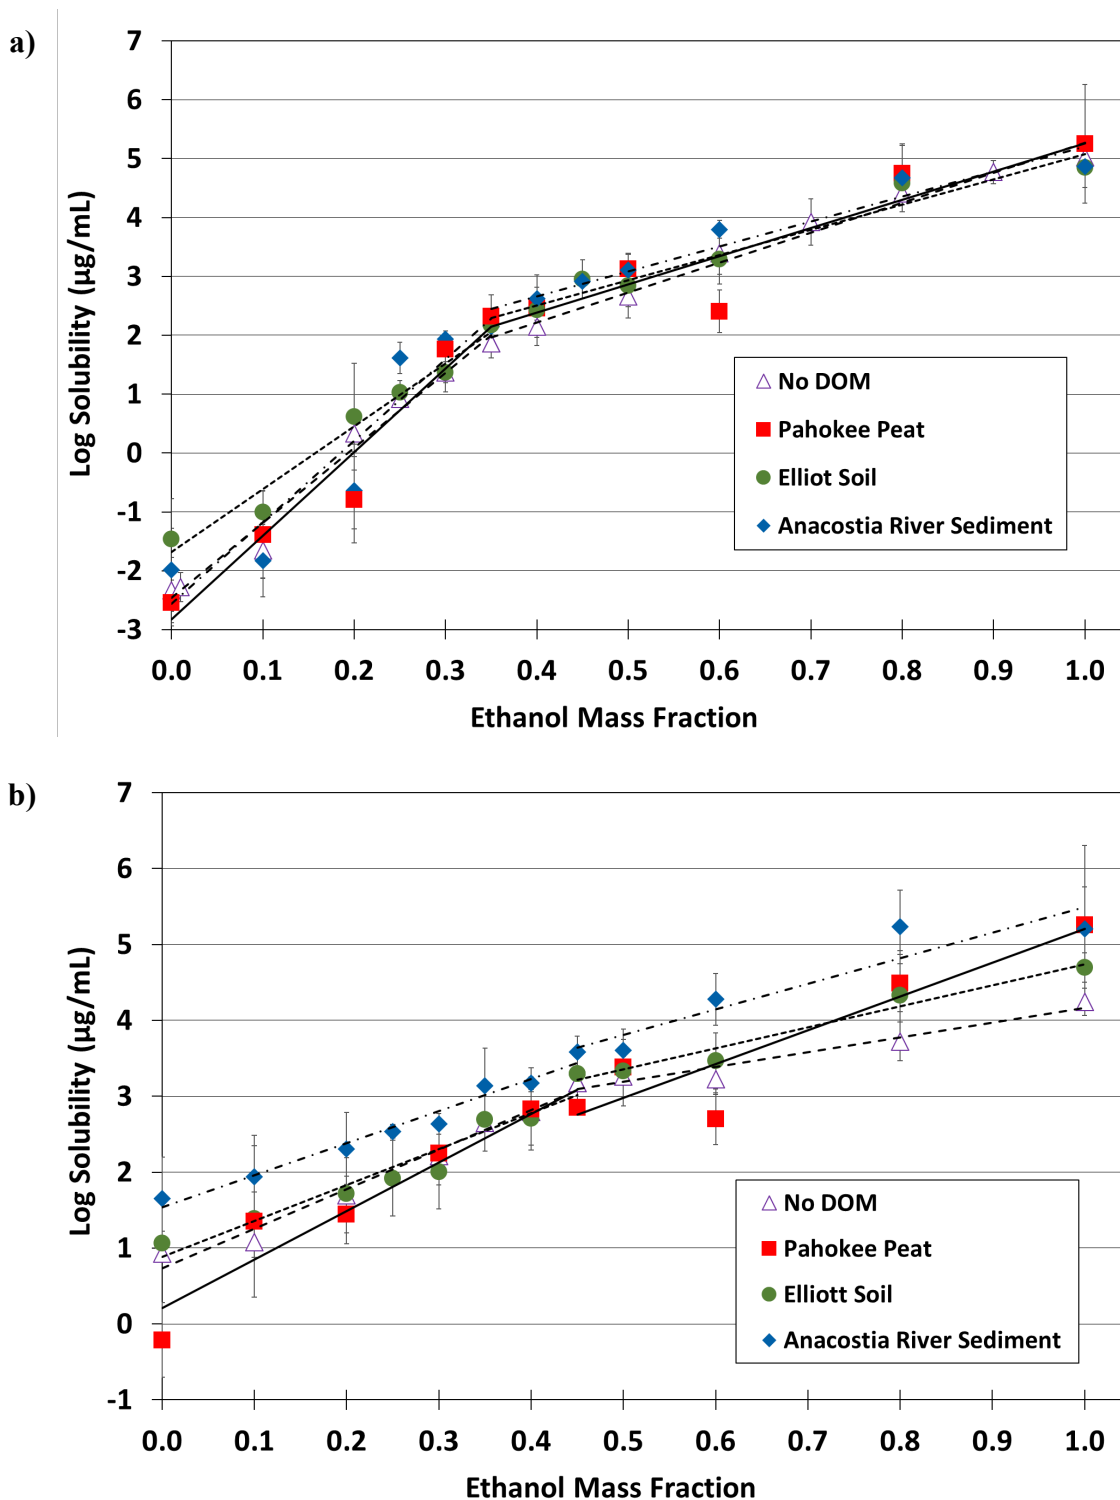 a)
7
6
5
4
3
2
1
0
-1
-2
-3
Log Solubility (µg/mL)
No DOM
Pahokee Peat
Elliot Soil
Anacostia River Sediment
0.0 0.1 0.2 0.3 0.4 0.5 0.6 0.7 0.8 0.9 1.0
Ethanol Mass Fraction
b)
7
6
5
4
3
2
1
0
-1
Log Solubility (µg/mL)
No DOM
Pahokee Peat
Elliott Soil
Anacostia River Sediment
0.0 0.1 0.2 0.3 0.4 0.5 0.6 0.7 0.8 0.9 1.0
Ethanol Mass Fraction